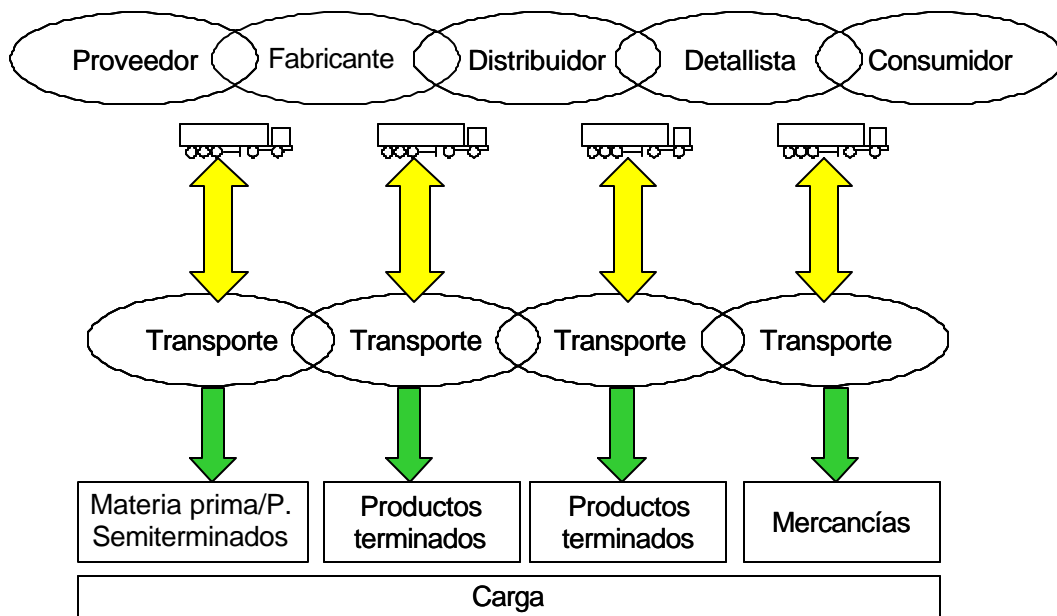 Proveedor
Fabricante
Distribuidor
Detallista
Consumidor
Transporte
Transporte
Transporte
Transporte
Materia prima/P.
Semiterminados
Productos
terminados
Productos
terminados
Mercancías
Carga